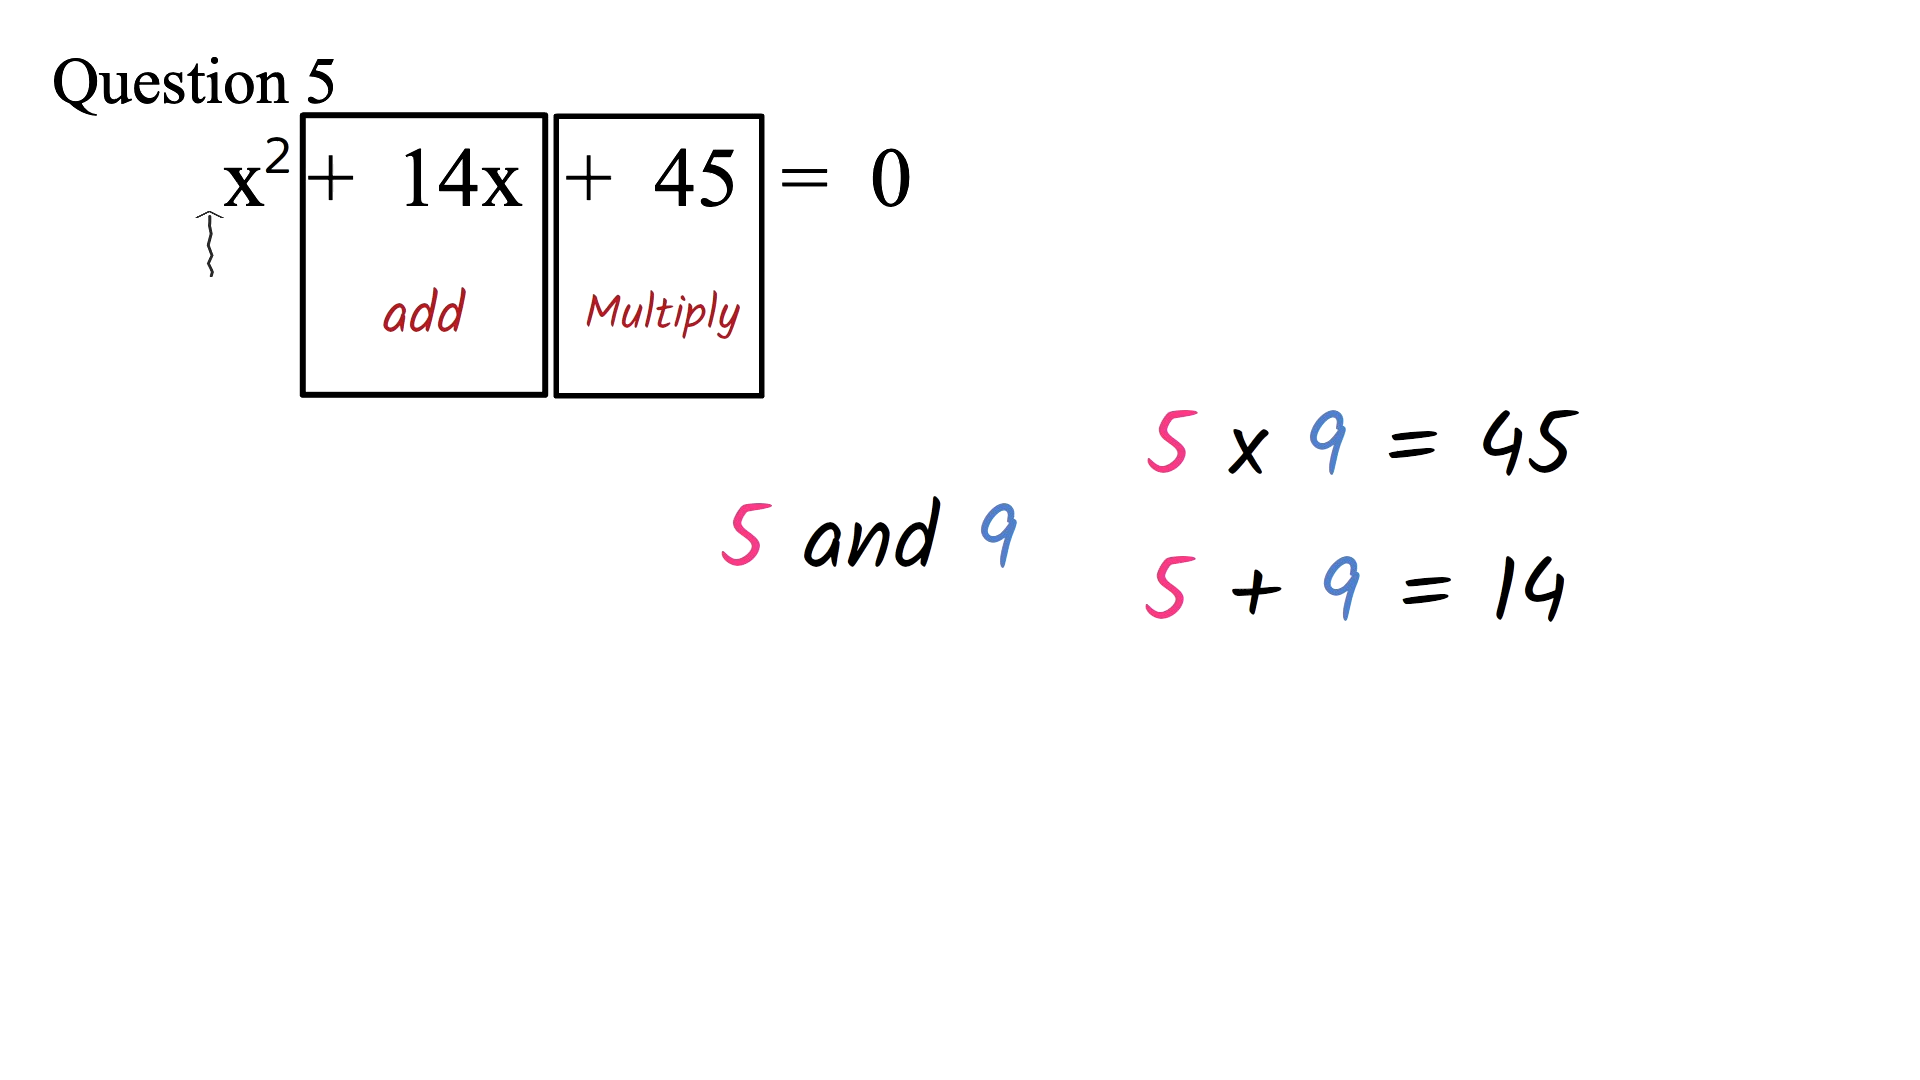 Question 5
x² + 14x + 45 = 0
add Multiply
5 x 9 = 45
5 and 9
5 + 9 = 14